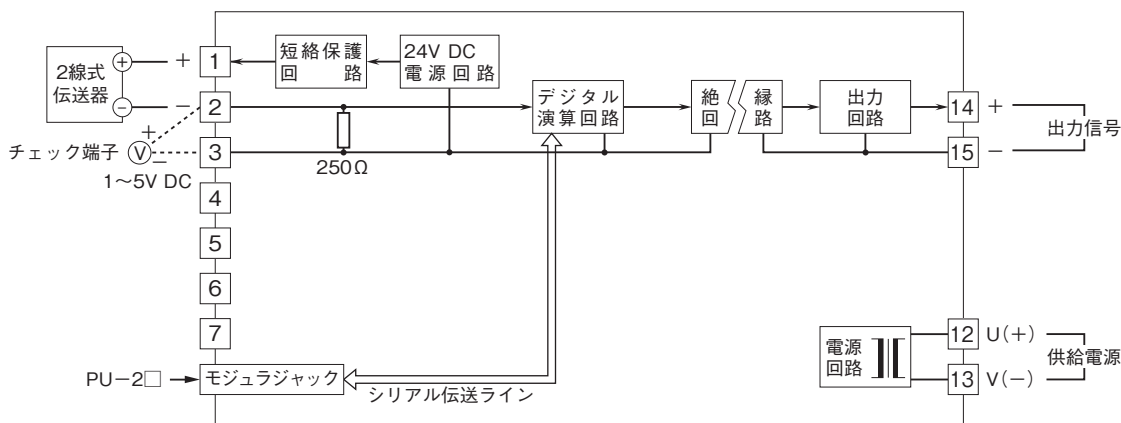 2線式
伝送器
+
−
+
−
1
2
3
4
5
6
7
短絡保護
回路
24V DC
電源回路
デジタル
演算回路
絶縁
回路
出力
回路
14
15
+
−
出力信号
+
−
V
チェック端子
1～5V DC
250Ω
電源
回路
12
13
U(+)
V(−)
供給電源
PU−2□
モジュラジャック
シリアル伝送ライン